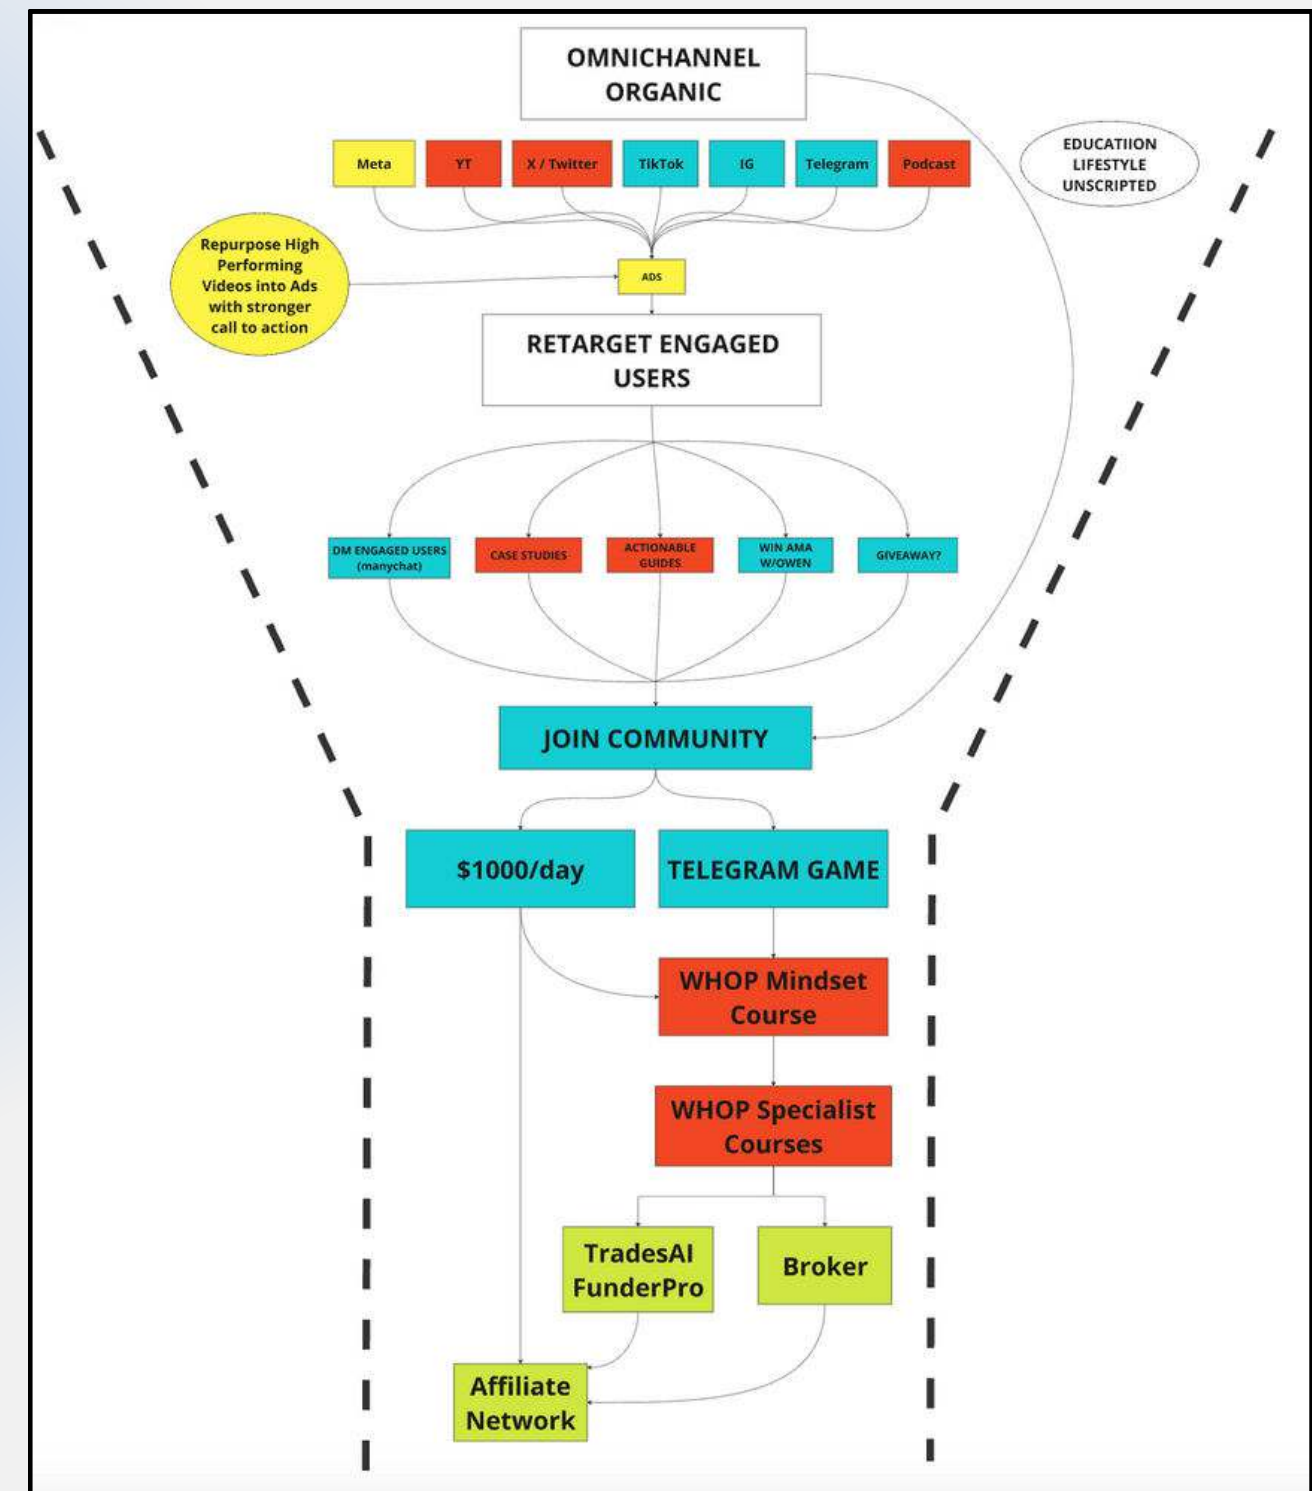 OMNICHANNEL
ORGANIC
Meta
YT
X / Twitter
TikTok
IG
Telegram
Podcast
EDUCATIION
LIFESTYLE
UNSCRIPTED
Repurpose High
Performing
Videos into Ads
with stronger
call to action
ADS
RETARGET ENGAGED
USERS
DM ENGAGED USERS
(manychat)
CASE STUDIES
ACTIONABLE
GUIDES
WIN AMA
W/OWEN
GIVEAWAY?
JOIN COMMUNITY
$1000/day
TELEGRAM GAME
WHOP Mindset
Course
WHOP Specialist
Courses
TradesAI
FunderPro
Broker
Affiliate
Network